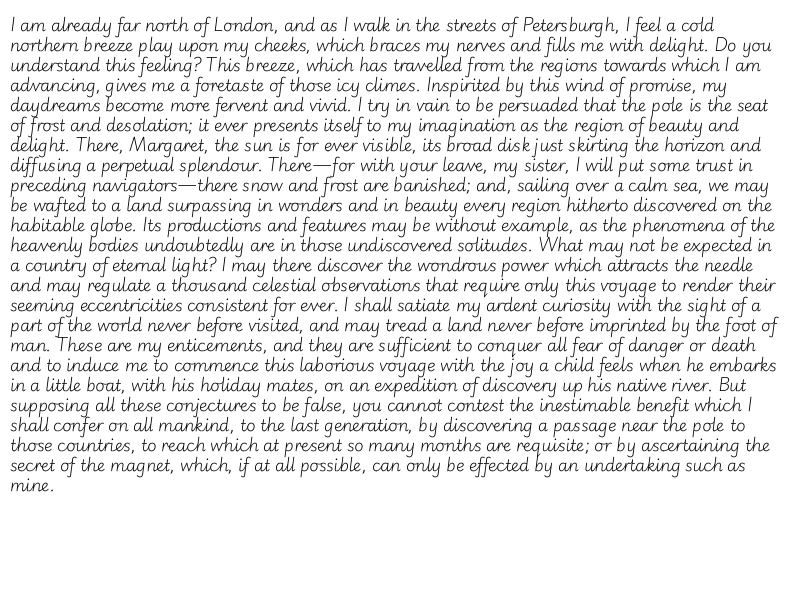 I am already far north of London, and as I walk in the streets of Petersburgh, I feel a cold
northern breeze play upon my cheeks, which braces my nerves and fills me with delight. Do you
understand this feeling? This breeze, which has travelled from the regions towards which I am
advancing, gives me a foretaste of those icy climes. Inspirited by this wind of promise, my
daydreams become more fervent and vivid. I try in vain to be persuaded that the pole is the seat
of frost and desolation; it ever presents itself to my imagination as the region of beauty and
delight. There, Margaret, the sun is for ever visible, its broad disk just skirting the horizon and
diffusing a perpetual splendour. There—for with your leave, my sister, I will put some trust in
preceding navigators—there snow and frost are banished; and, sailing over a calm sea, we may
be wafted to a land surpassing in wonders and in beauty every region hitherto discovered on the
habitable globe. Its productions and features may be without example, as the phenomena of the
heavenly bodies undoubtedly are in those undiscovered solitudes. What may not be expected in
a country of eternal light? I may there discover the wondrous power which attracts the needle
and may regulate a thousand celestial observations that require only this voyage to render their
seeming eccentricities consistent for ever. I shall satiate my ardent curiosity with the sight of a
part of the world never before visited, and may tread a land never before imprinted by the foot of
man. These are my enticements, and they are sufficient to conquer all fear of danger or death
and to induce me to commence this laborious voyage with the joy a child feels when he embarks
in a little boat, with his holiday mates, on an expedition of discovery up his native river. But
supposing all these conjectures to be false, you cannot contest the inestimable benefit which I
shall confer on all mankind, to the last generation, by discovering a passage near the pole to
those countries, to reach which at present so many months are requisite; or by ascertaining the
secret of the magnet, which, if at all possible, can only be effected by an undertaking such as
mine.